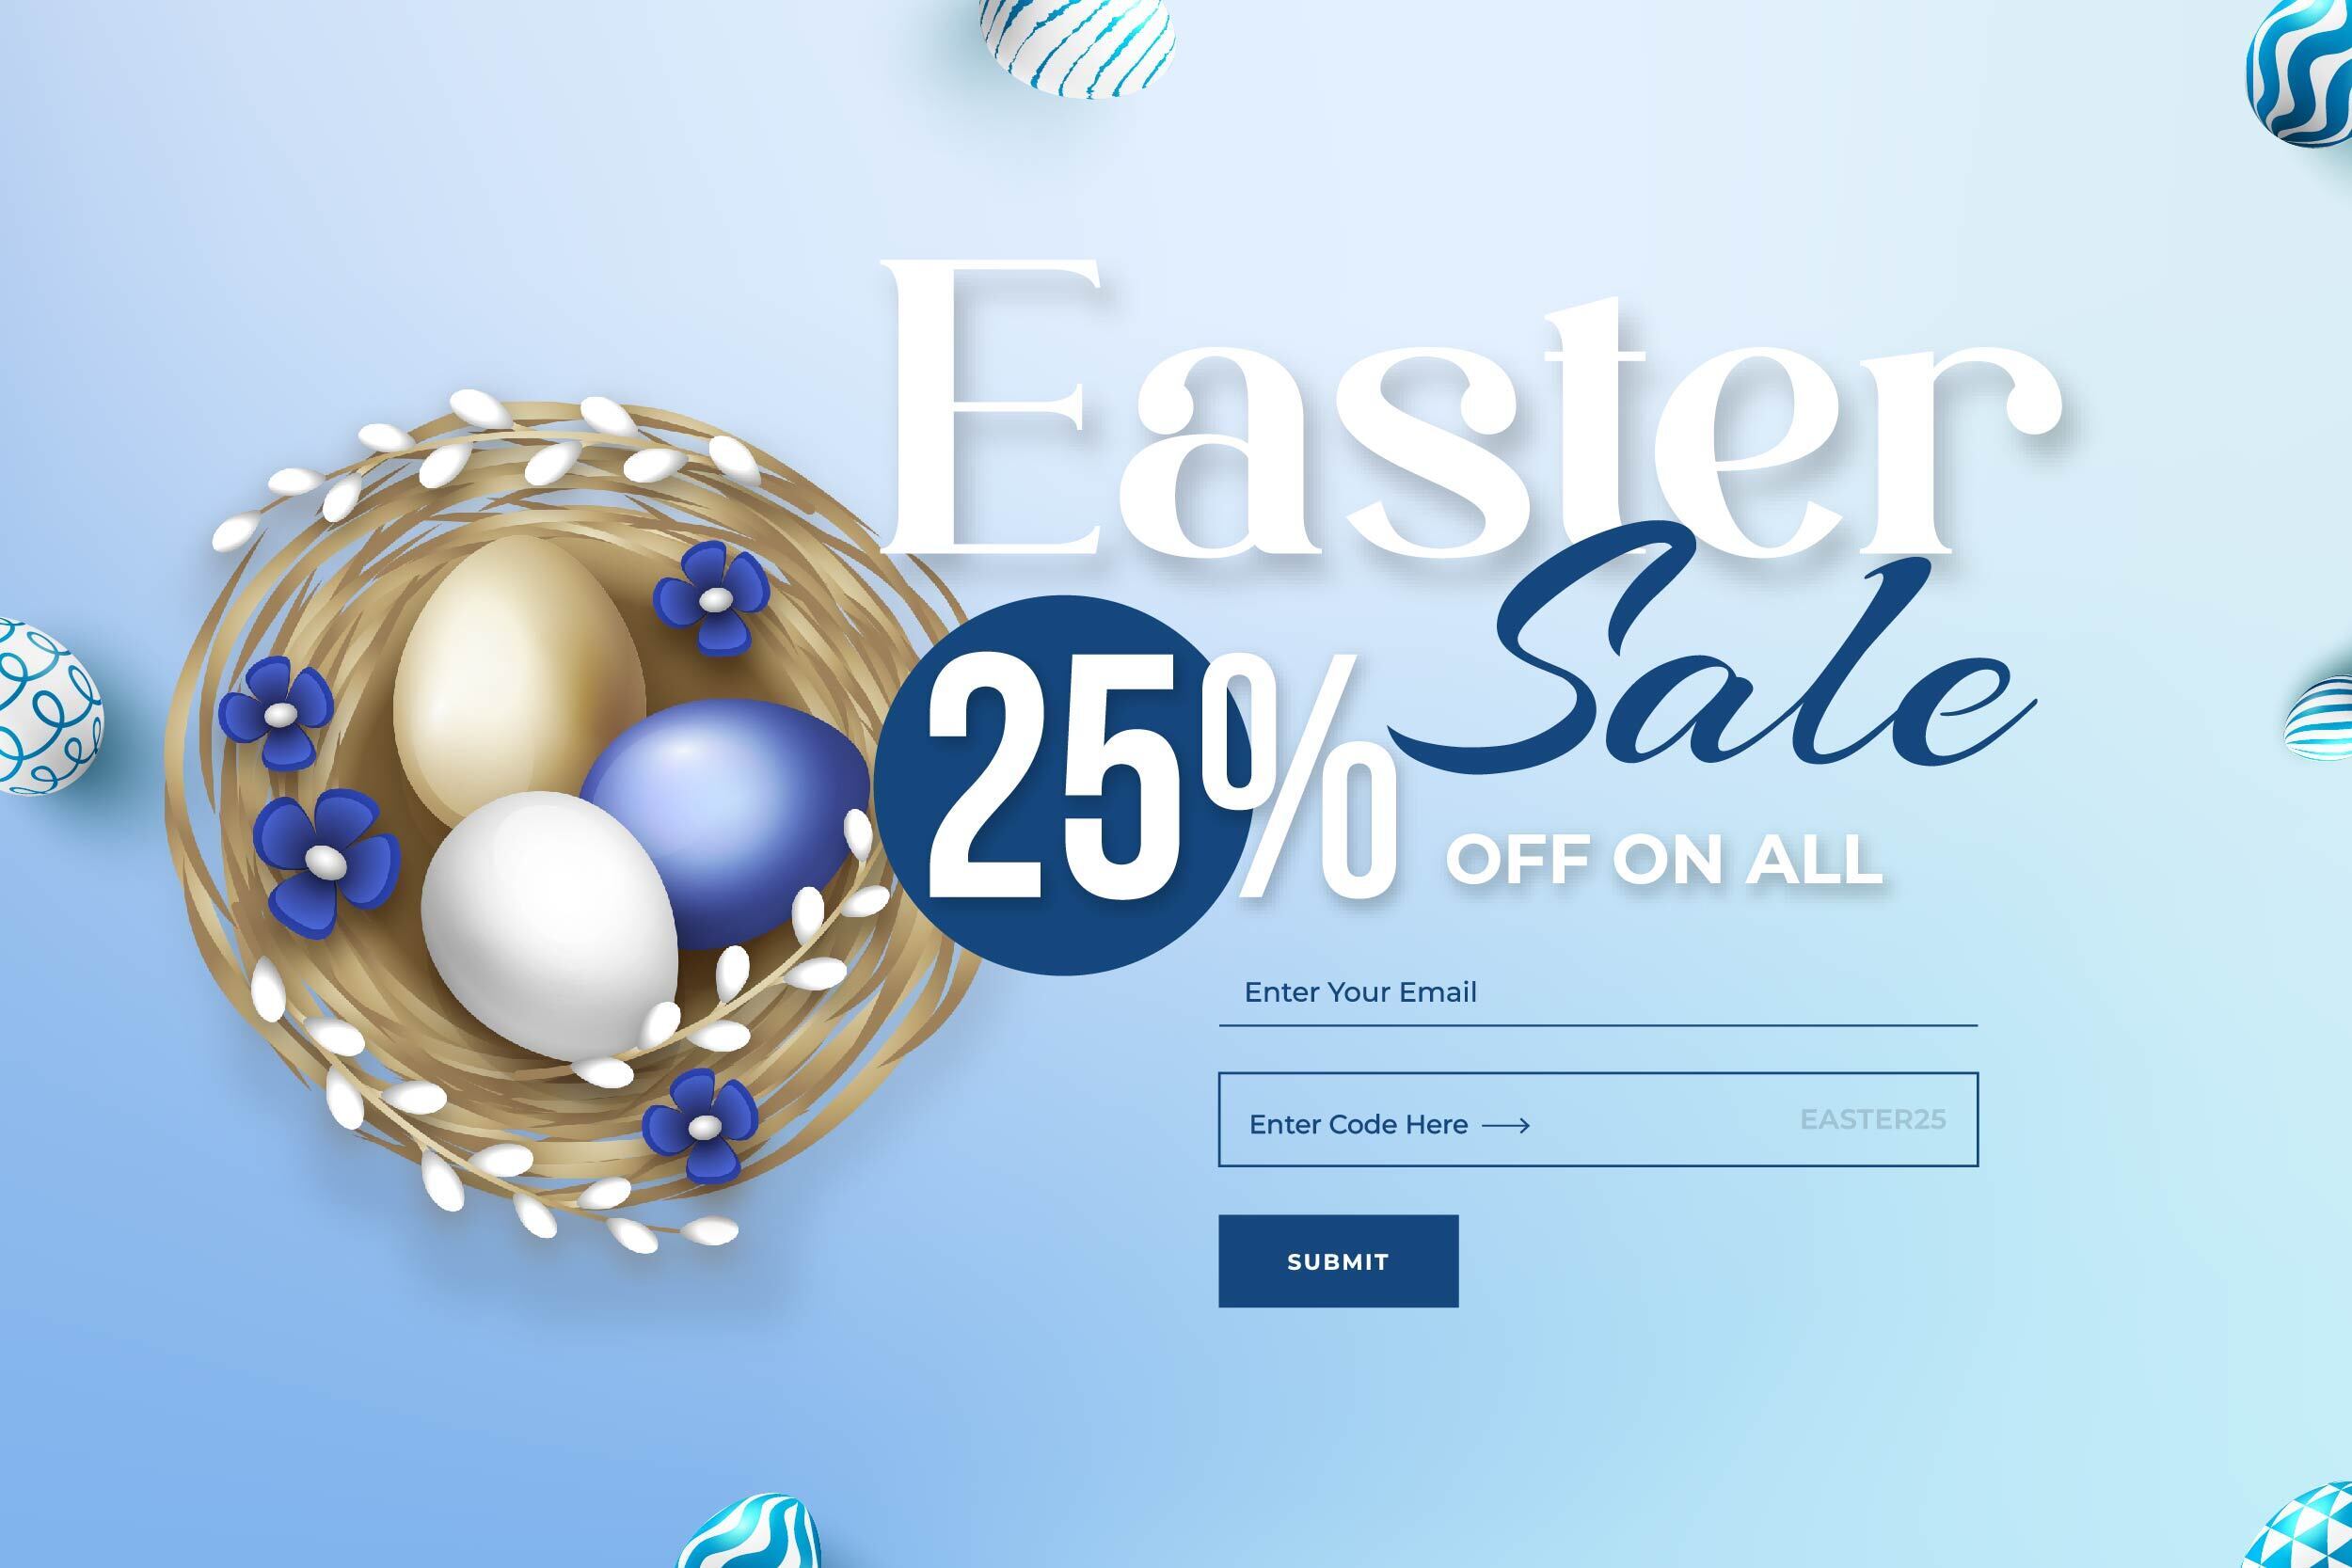 Easter
Sale
25% OFF ON ALL
Enter Your Email
Enter Code Here → EASTER25
SUBMIT